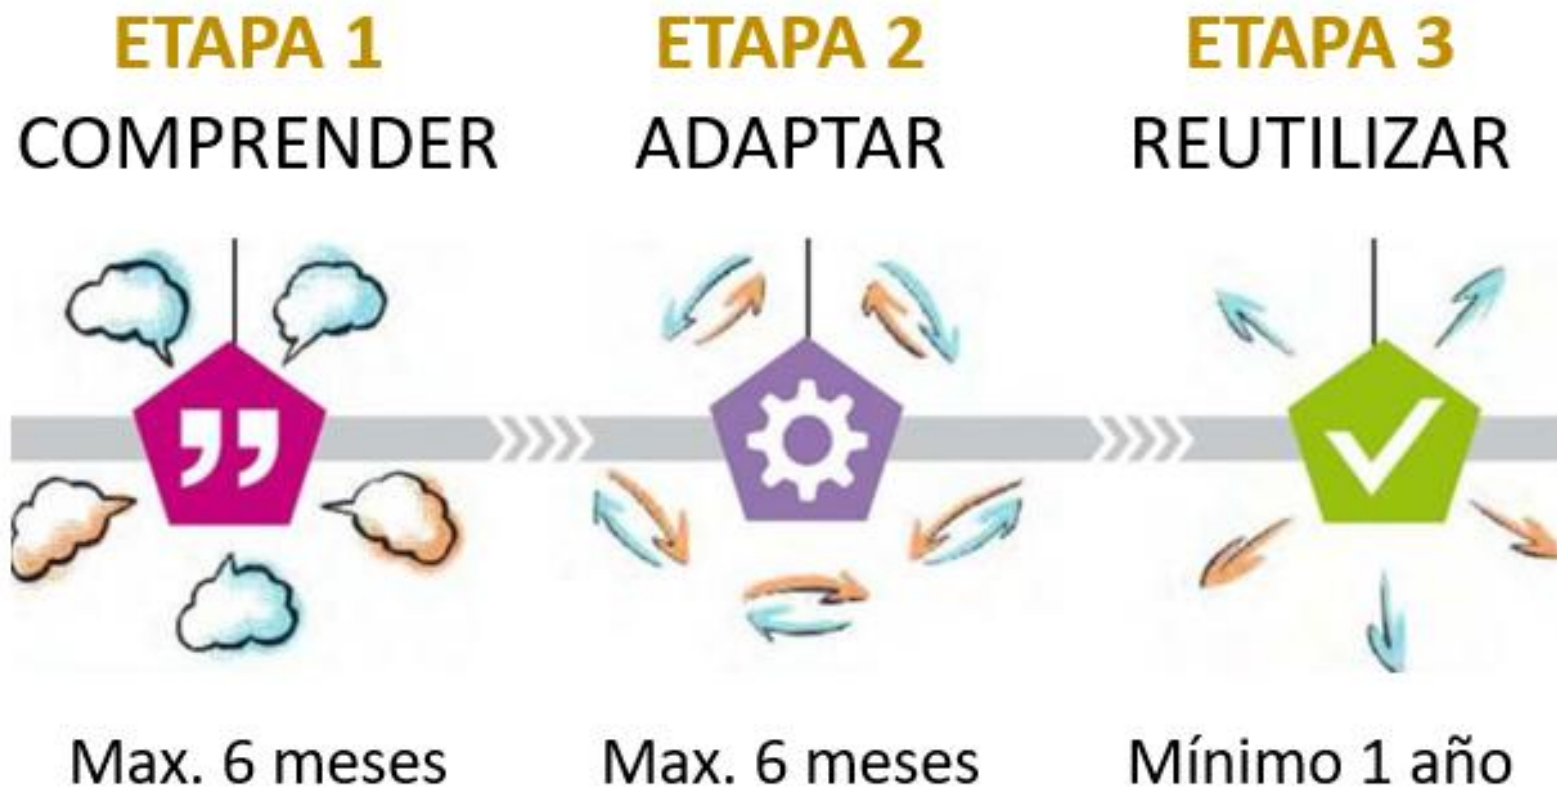 ETAPA 1
COMPRENDER
Max. 6 meses
ETAPA 2
ADAPTAR
Max. 6 meses
ETAPA 3
REUTILIZAR
Mínimo 1 año